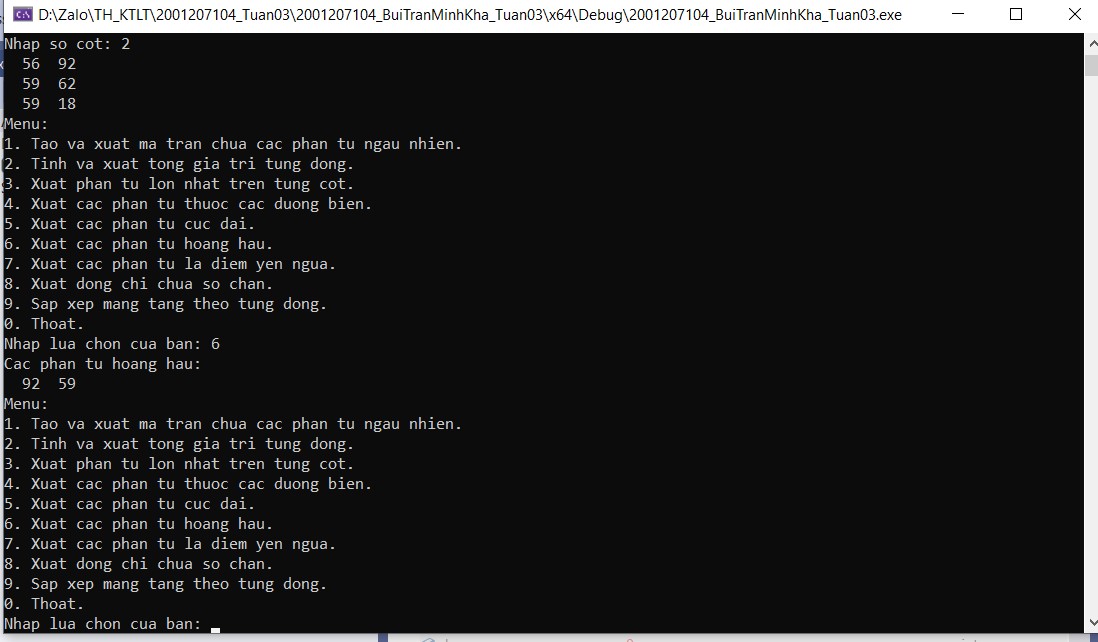 D:\Zalo\TH_KTLT\2001207104_Tuan03\2001207104_BuiTranMinhKha_Tuan03\x64\Debug\2001207104_BuiTranMinhKha_Tuan03.exe
Nhap so cot: 2
56 92
59 62
59 18
Menu:
1. Tao va xuat ma tran chua cac phan tu ngau nhien.
2. Tinh va xuat tong gia tri tung dong.
3. Xuat phan tu lon nhat tren tung cot.
4. Xuat cac phan tu thuoc cac duong bien.
5. Xuat cac phan tu cuc dai.
6. Xuat cac phan tu hoang hau.
7. Xuat cac phan tu la diem yen ngua.
8. Xuat dong chi chua so chan.
9. Sap xep mang tang theo tung dong.
0. Thoat.
Nhap lua chon cua ban: 6
Cac phan tu hoang hau:
92 59
Menu:
1. Tao va xuat ma tran chua cac phan tu ngau nhien.
2. Tinh va xuat tong gia tri tung dong.
3. Xuat phan tu lon nhat tren tung cot.
4. Xuat cac phan tu thuoc cac duong bien.
5. Xuat cac phan tu cuc dai.
6. Xuat cac phan tu hoang hau.
7. Xuat cac phan tu la diem yen ngua.
8. Xuat dong chi chua so chan.
9. Sap xep mang tang theo tung dong.
0. Thoat.
Nhap lua chon cua ban: